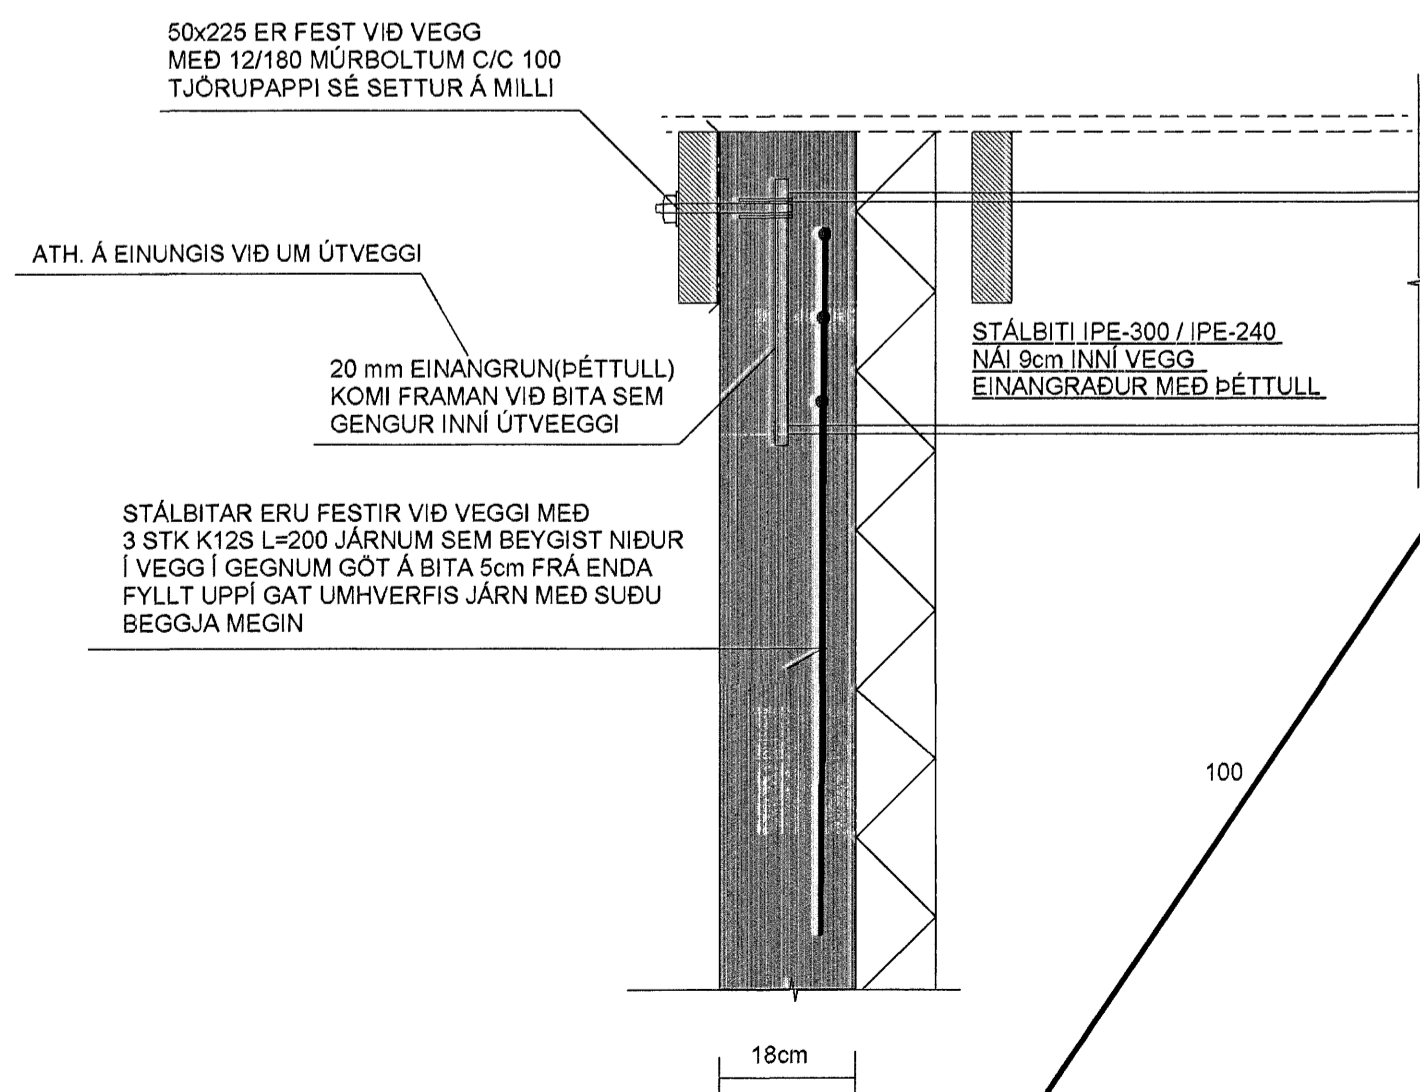 50x225 ER FEST VIÐ VEGG
MEÐ 12/180 MÚRBOLTUM C/C 100
TJÖRUPAPPI SÉ SETTUR Á MILLI
ATH. Á EINUNGIS VIÐ UM ÚTVEGGI
20 mm EINANGRUN(ÞÉTTULL)
KOMI FRAMAN VIÐ BITA SEM
GENGUR INNÍ ÚTVEEGGI
STÁLBITI IPE-300 / IPE-240
NÁI 9cm INNÍ VEGG
EINANGRAÐUR MEÐ ÞÉTTULL
STÁLBITAR ERU FESTIR VIÐ VEGGI MEÐ
3 STK K12S L=200 JÁRNUM SEM BEYGIST NIÐUR
Í VEGG Í GEGNUM GÖT Á BITA 5cm FRÁ ENDA
FYLLT UPPÍ GAT UMHVERFIS JÁRN MEÐ SUÐU
BEGGJA MEGIN
100
18cm